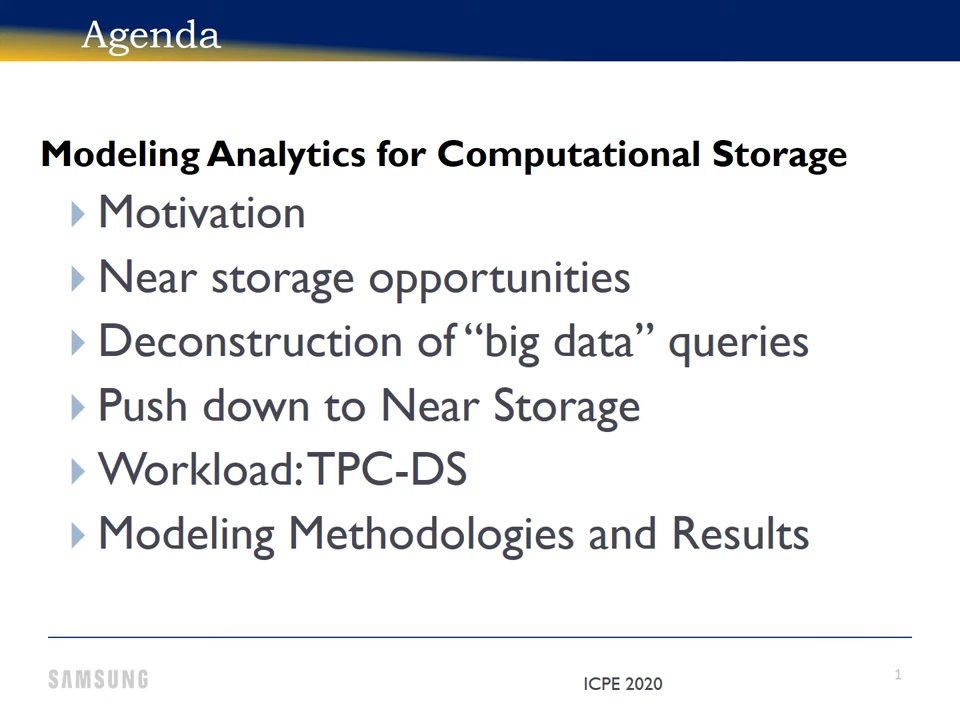 Agenda
Modeling Analytics for Computational Storage
Motivation
Near storage opportunities
Deconstruction of “big data” queries
Push down to Near Storage
Workload: TPC-DS
Modeling Methodologies and Results
SAMSUNG
ICPE 2020
1